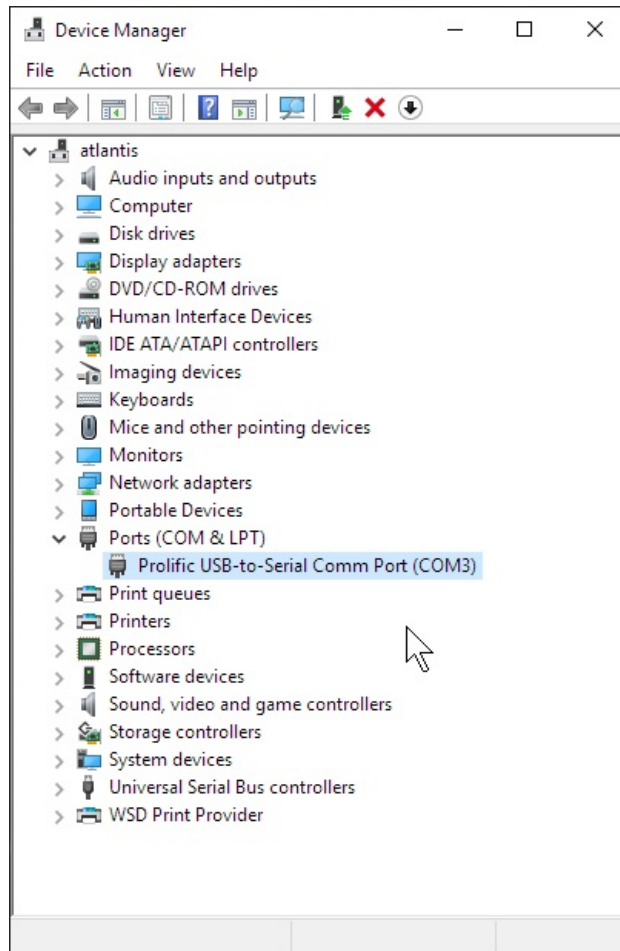 Device Manager
File Action View Help
atlantis
Audio inputs and outputs
Computer
Disk drives
Display adapters
DVD/CD-ROM drives
Human Interface Devices
IDE ATA/ATAPI controllers
Imaging devices
Keyboards
Mice and other pointing devices
Monitors
Network adapters
Portable Devices
Ports (COM & LPT)
Prolific USB-to-Serial Comm Port (COM3)
Print queues
Printers
Processors
Software devices
Sound, video and game controllers
Storage controllers
System devices
Universal Serial Bus controllers
WSD Print Provider